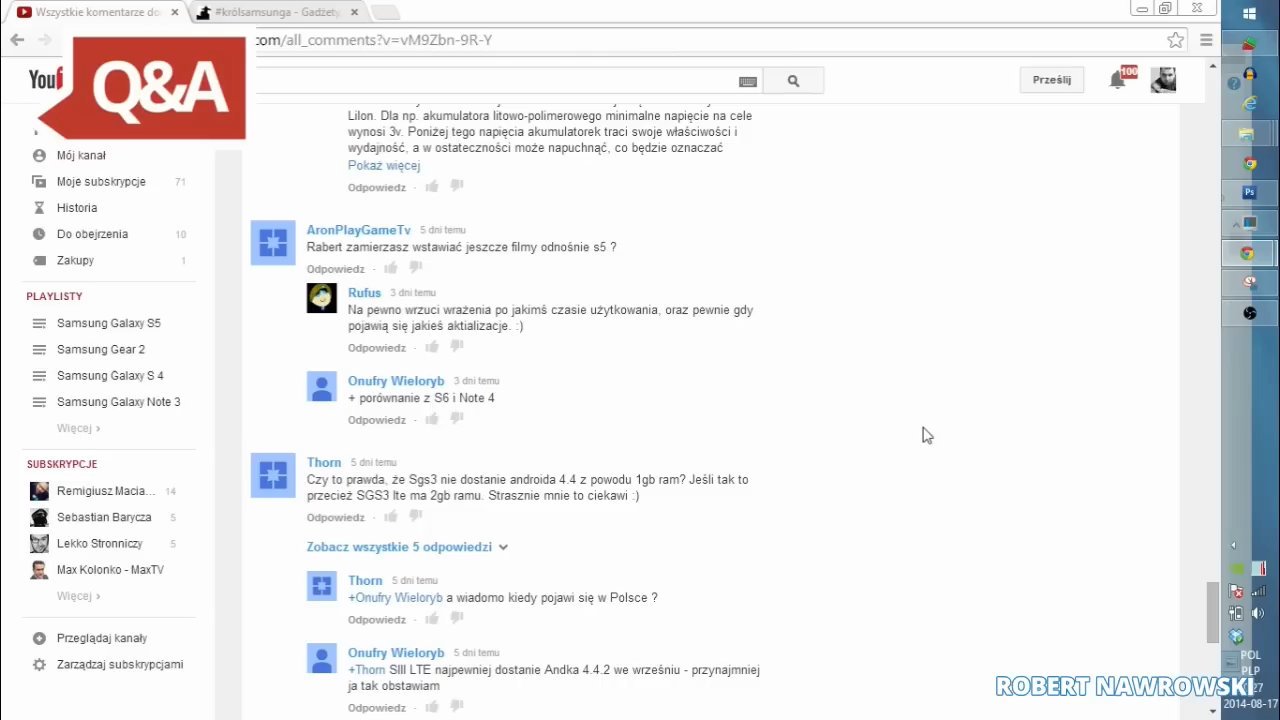 Wszystkie komentarze do
#królsamsunga - Gadżety
com/all_comments?v=vM9Zbn-9R-Y
You
Q&A
Prześlij
100
Mój kanał
Moje subskrypcje 71
Historia
Do obejrzenia 10
Zakupy 1
PLAYLISTY
Samsung Galaxy S5
Samsung Gear 2
Samsung Galaxy S 4
Samsung Galaxy Note 3
Więcej ›
SUBSKRYPCJE
Remigiusz Macia... 14
Sebastian Barycza 5
Lekko Stronniczy 5
Max Kolonko - MaxTV
Więcej ›
Przeglądaj kanały
Zarządzaj subskrypcjami
LiIon. Dla np. akumulatora litowo-polimerowego minimalne napięcie na cele
wynosi 3v. Poniżej tego napięcia akumulatorek traci swoje właściwości i
wydajność, a w ostateczności może napuchnąć, co będzie oznaczać
Pokaż więcej
Odpowiedz ·
AronPlayGameTv 5 dni temu
Rabert zamierzasz wstawiać jeszcze filmy odnośnie s5 ?
Odpowiedz ·
Rufus 3 dni temu
Na pewno wrzuci wrażenia po jakimś czasie użytkowania, oraz pewnie gdy
pojawią się jakieś aktializacje. :)
Odpowiedz ·
Onufry Wieloryb 3 dni temu
+ porównanie z S6 i Note 4
Odpowiedz ·
Thorn 5 dni temu
Czy to prawda, że Sgs3 nie dostanie androida 4.4 z powodu 1gb ram? Jeśli tak to
przecież SGS3 lte ma 2gb ramu. Strasznie mnie to ciekawi :)
Odpowiedz ·
Zobacz wszystkie 5 odpowiedzi
Thorn 5 dni temu
+Onufry Wieloryb a wiadomo kiedy pojawi się w Polsce ?
Odpowiedz ·
Onufry Wieloryb 5 dni temu
+Thorn SIII LTE najpewniej dostanie Andka 4.4.2 we wrześniu - przynajmniej
ja tak obstawiam
Odpowiedz ·
Ps
POL
PLP
27
ROBERT NAWROWSKI
2014-08-17